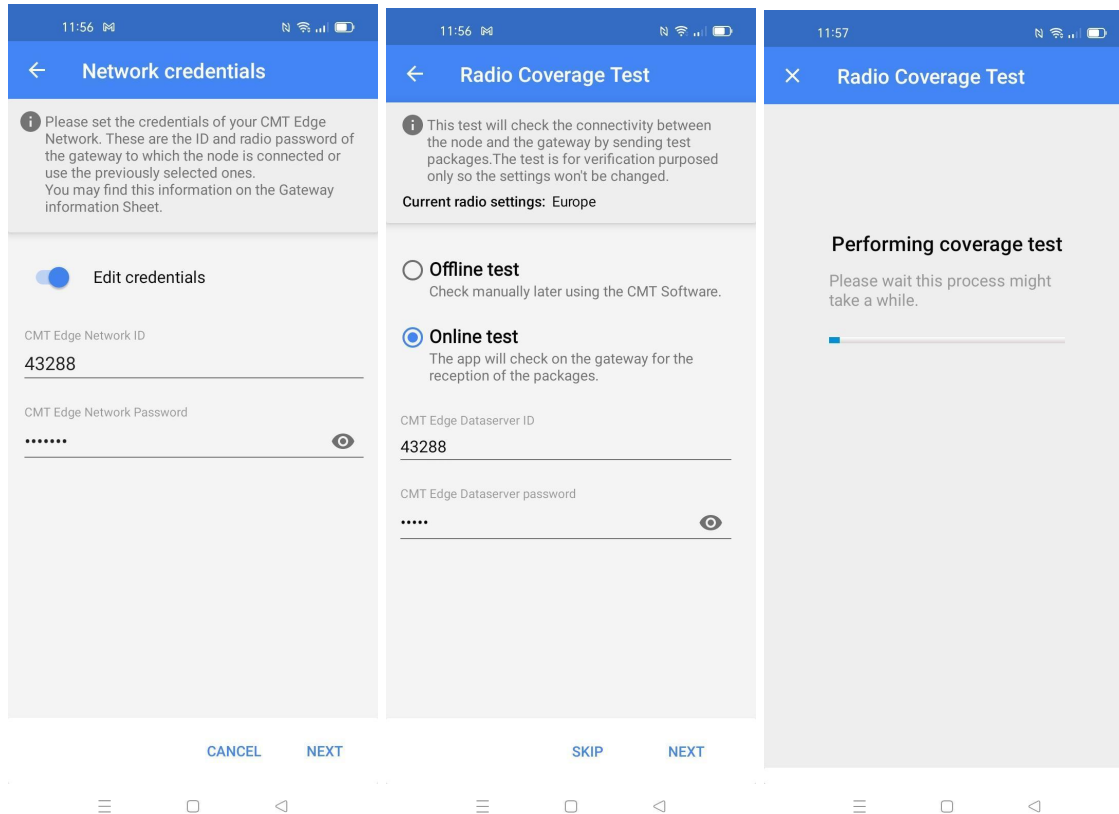 11:56
Network credentials
Please set the credentials of your CMT Edge
Network. These are the ID and radio password of
the gateway to which the node is connected or
use the previously selected ones.
You may find this information on the Gateway
information Sheet.
Edit credentials
CMT Edge Network ID
43288
CMT Edge Network Password
•••••••
CANCEL NEXT
11:56
Radio Coverage Test
This test will check the connectivity between
the node and the gateway by sending test
packages.The test is for verification purposed
only so the settings won't be changed.
Current radio settings: Europe
Offline test
Check manually later using the CMT Software.
Online test
The app will check on the gateway for the
reception of the packages.
CMT Edge Dataserver ID
43288
CMT Edge Dataserver password
•••••
SKIP NEXT
11:57
Radio Coverage Test
Performing coverage test
Please wait this process might
take a while.